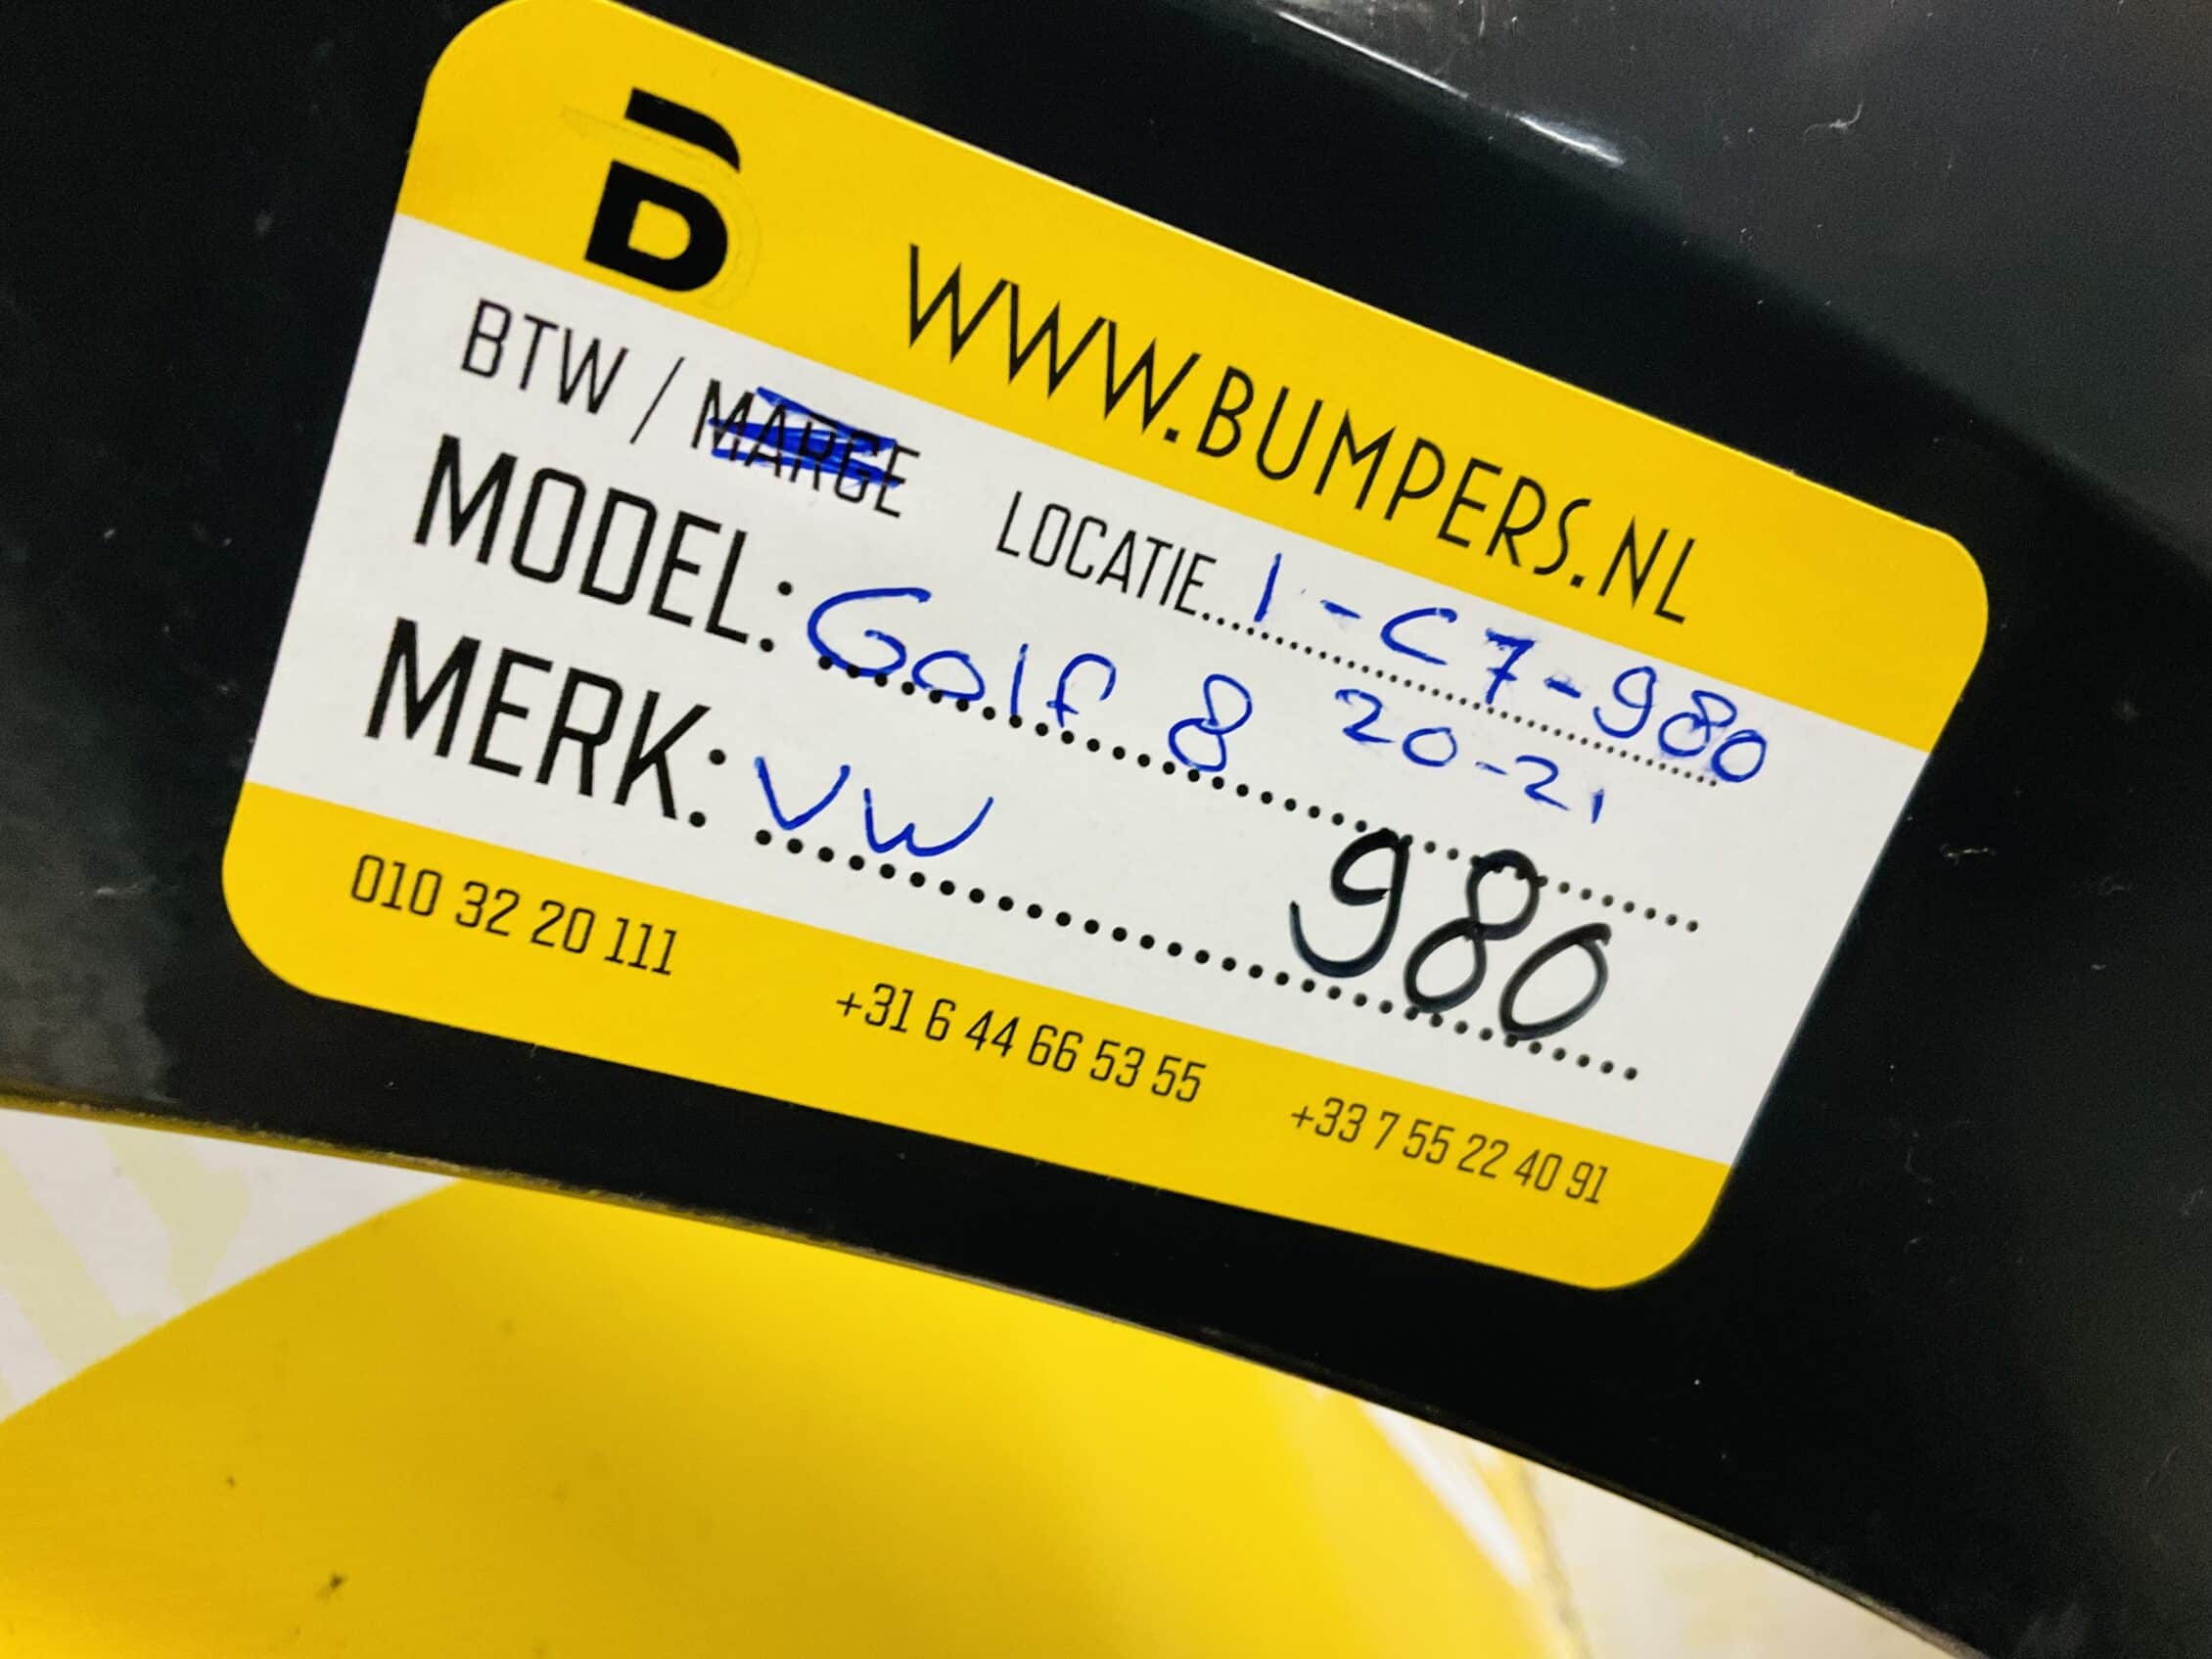 B
WWW.BUMPERS.NL
BTW / MARGE LOCATIE 1-C7-980
MODEL: Golf 8 20-21
MERK: VW 980
010 32 20 111 +31 6 44 66 53 55 +33 7 55 22 40 91